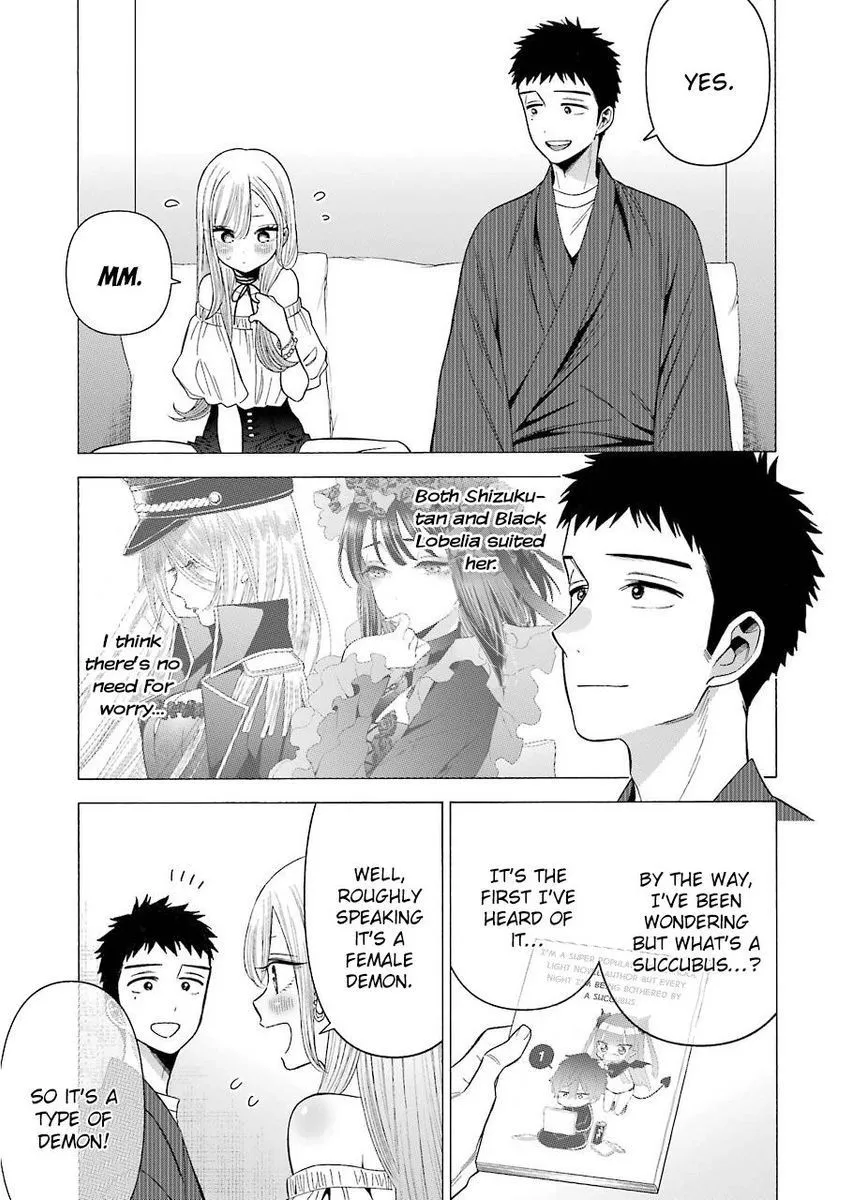 YES.
MM.
Both Shizuku-
tan and Black
Lobelia suited
her.
I think
there's no
need for
worry...
BY THE WAY,
I'VE BEEN
WONDERING
BUT WHAT'S A
SUCCUBUS...?
IT'S THE
FIRST I'VE
HEARD OF
IT...
I'M A SUPER POPULAR
LIGHT NOVEL AUTHOR BUT EVERY
NIGHT I'M BEING BOTHERED BY
A SUCCUBUS
1
WELL,
ROUGHLY
SPEAKING
IT'S A
FEMALE
DEMON.
SO IT'S A
TYPE OF
DEMON!